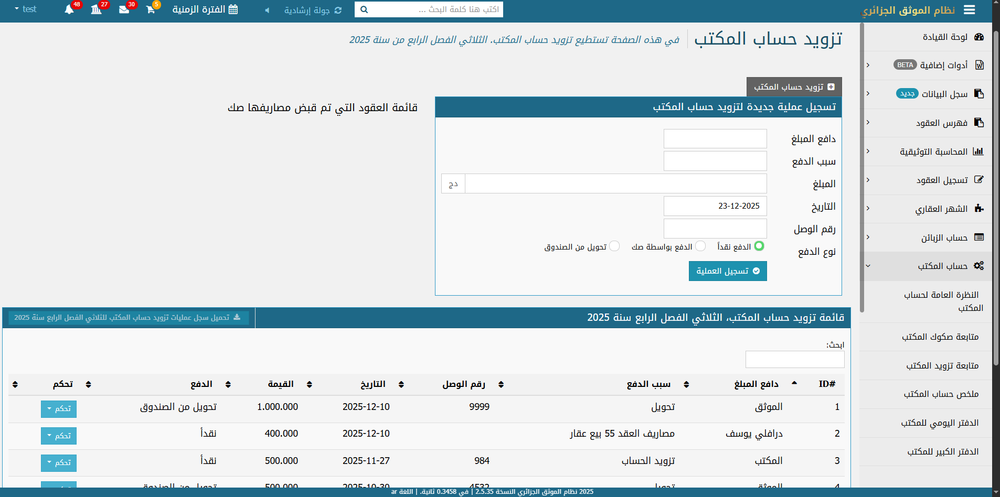 نظام الموثق الجزائري
اكتب هنا كلمة البحث ...
جولة إرشادية
الفترة الزمنية
5
30
27
48
test
لوحة القيادة
أدوات إضافية BETA
سجل البيانات جديد
فهرس العقود
المحاسبة التوثيقية
تسجيل العقود
الشهر العقاري
حساب الزبائن
حساب المكتب
النظرة العامة لحساب
المكتب
متابعة صكوك المكتب
متابعة تزويد المكتب
ملخص حساب المكتب
الدفتر اليومي للمكتب
الدفتر الكبير للمكتب
تزويد حساب المكتب
في هذه الصفحة تستطيع تزويد حساب المكتب. الثلاثي الفصل الرابع من سنة 2025
تزويد حساب المكتب
تسجيل عملية جديدة لتزويد حساب المكتب
دافع المبلغ
سبب الدفع
المبلغ دج
التاريخ 23-12-2025
رقم الوصل
نوع الدفع الدفع نقداً الدفع بواسطة صك تحويل من الصندوق
تسجيل العملية
قائمة العقود التي تم قبض مصاريفها صك
قائمة تزويد حساب المكتب، الثلاثي الفصل الرابع سنة 2025
تحميل سجل عمليات تزويد حساب المكتب للثلاثي الفصل الرابع سنة 2025
ابحث:
ID# دافع المبلغ سبب الدفع رقم الوصل التاريخ القيمة الدفع تحكم
1 الموثق تحويل 9999 2025-12-10 1.000.000 تحويل من الصندوق تحكم
2 درافلي يوسف مصاريف العقد 55 بيع عقار 2025-12-10 400.000 نقدأ تحكم
3 المكتب تزويد الحساب 984 2025-11-27 500.000 نقدأ تحكم
4 الموثق تحويل 4532 2025-10-30 500.000 تحويل من الصندوق
2025 نظام الموثق الجزائري النسخة 2.5.35 | في 0.3458 ثانية. | اللغة ar